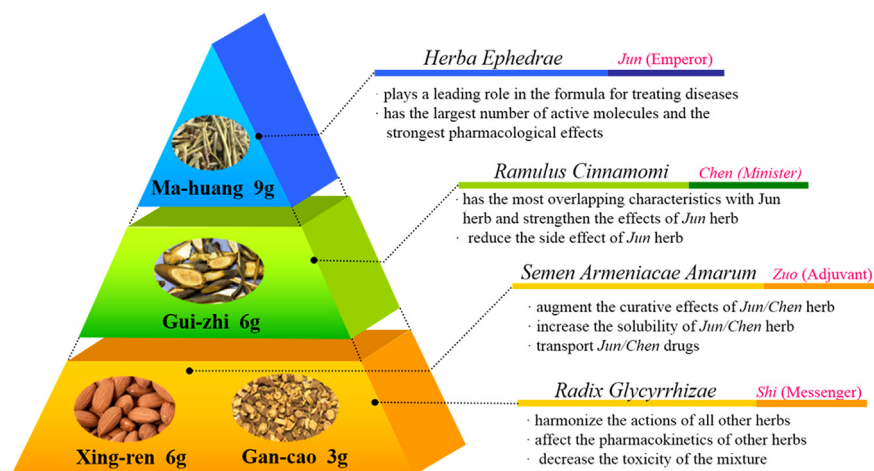 Herba Ephedrae Jun (Emperor)
· plays a leading role in the formula for treating diseases
· has the largest number of active molecules and the
strongest pharmacological effects
Ma-huang 9g
Ramulus Cinnamomi Chen (Minister)
· has the most overlapping characteristics with Jun
herb and strengthen the effects of Jun herb
· reduce the side effect of Jun herb
Gui-zhi 6g
Semen Armeniacae Amarum Zuo (Adjuvant)
· augment the curative effects of Jun/Chen herb
· increase the solubility of Jun/Chen herb
· transport Jun/Chen drugs
Radix Glycyrrhizae Shi (Messenger)
· harmonize the actions of all other herbs
· affect the pharmacokinetics of other herbs
· decrease the toxicity of the mixture
Xing-ren 6g Gan-cao 3g